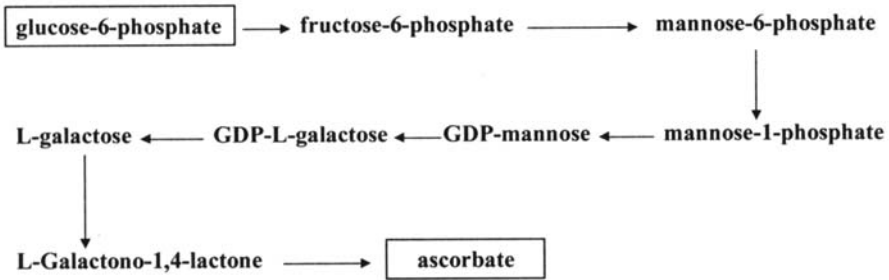 glucose-6-phosphate fructose-6-phosphate mannose-6-phosphate
L-galactose GDP-L-galactose GDP-mannose mannose-1-phosphate
L-Galactono-1,4-lactone ascorbate